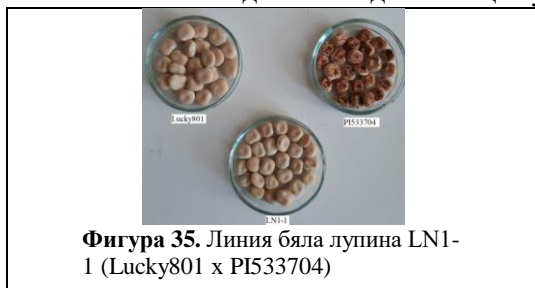 Lucky801
PI533704
LN1-1
Фигура 35. Линия бяла лупина LN1-
1 (Lucky801 x PI533704)